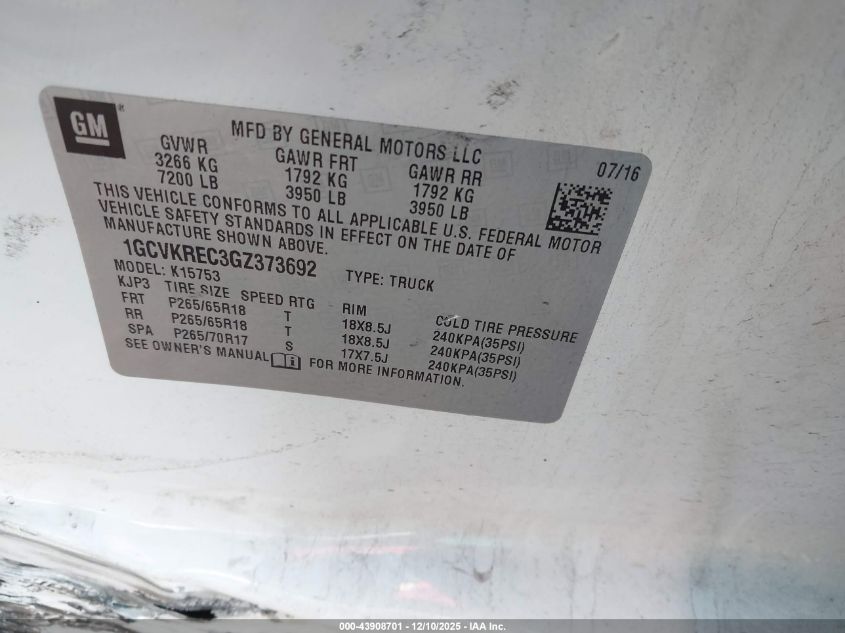 GM
MFD BY GENERAL MOTORS LLC
07/16
GVWR GAWR FRT GAWR RR
3266 KG 1792 KG 1792 KG
7200 LB 3950 LB 3950 LB
THIS VEHICLE CONFORMS TO ALL APPLICABLE U.S. FEDERAL MOTOR
VEHICLE SAFETY STANDARDS IN EFFECT ON THE DATE OF
MANUFACTURE SHOWN ABOVE.
1GCVKREC3GZ373692 TYPE: TRUCK
MODEL: K15753
KJP3 TIRE SIZE SPEED RTG RIM COLD TIRE PRESSURE
FRT P265/65R18 T 18X8.5J 240KPA(35PSI)
RR P265/65R18 T 18X8.5J 240KPA(35PSI)
SPA P265/70R17 S 17X7.5J 240KPA(35PSI)
SEE OWNER'S MANUAL FOR MORE INFORMATION.
000-43908701 - 12/10/2025 - IAA Inc.